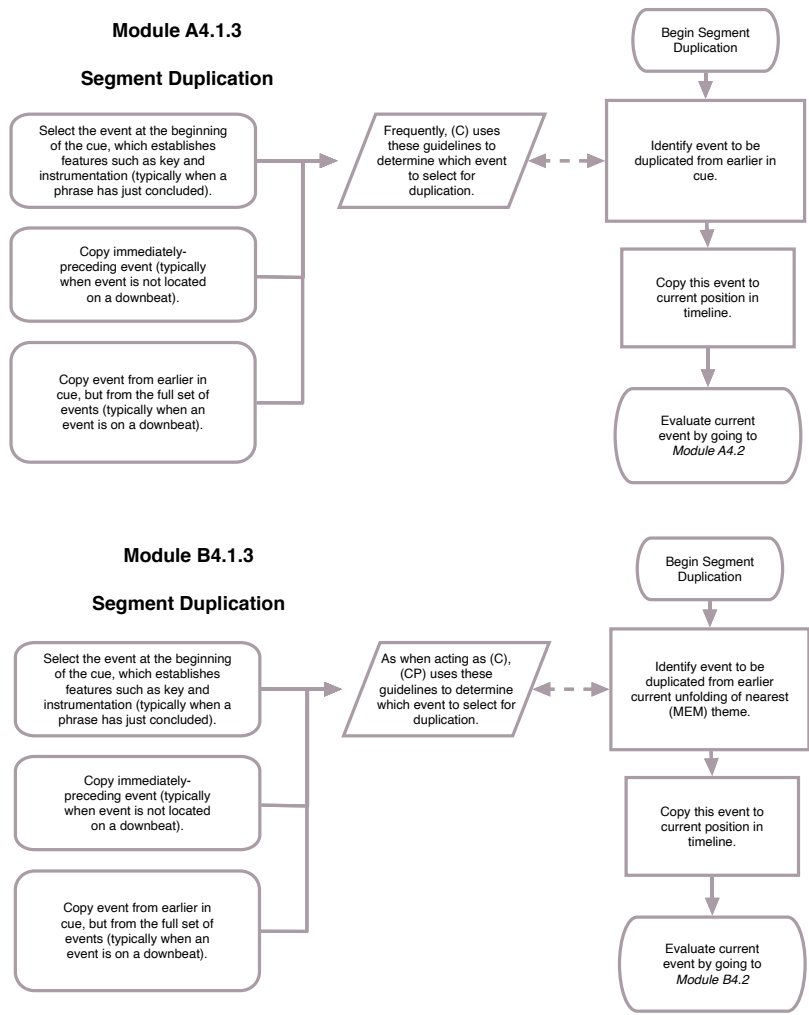 Module A4.1.3
Segment Duplication
Select the event at the beginning
of the cue, which establishes
features such as key and
instrumentation (typically when a
phrase has just concluded).
Copy immediately-
preceding event (typically
when event is not located
on a downbeat).
Copy event from earlier in
cue, but from the full set of
events (typically when an
event is on a downbeat).
Frequently, (C) uses
these guidelines to
determine which event
to select for
duplication.
Begin Segment
Duplication
Identify event to be
duplicated from earlier in
cue.
Copy this event to
current position in
timeline.
Evaluate current
event by going to
Module A4.2
Module B4.1.3
Segment Duplication
Select the event at the beginning
of the cue, which establishes
features such as key and
instrumentation (typically when a
phrase has just concluded).
Copy immediately-
preceding event (typically
when event is not located
on a downbeat).
Copy event from earlier in
cue, but from the full set of
events (typically when an
event is on a downbeat).
As when acting as (C),
(CP) uses these
guidelines to determine
which event to select for
duplication.
Begin Segment
Duplication
Identify event to be
duplicated from earlier
current unfolding of nearest
(MEM) theme.
Copy this event to
current position in
timeline.
Evaluate current
event by going to
Module B4.2